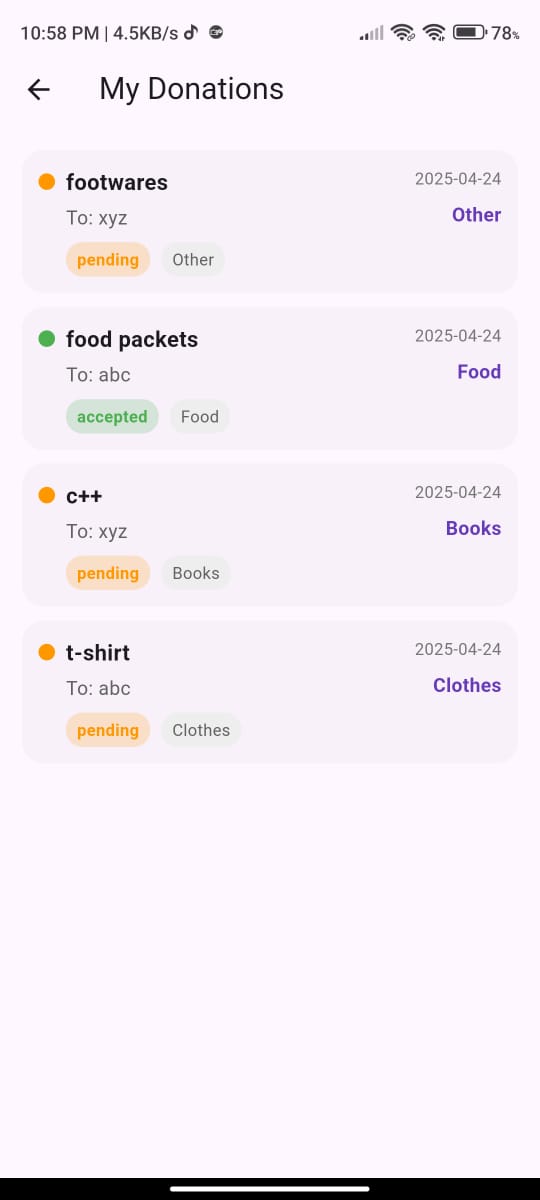 10:58 PM | 4.5KB/s 78%
My Donations
footwares 2025-04-24
To: xyz Other
pending Other
food packets 2025-04-24
To: abc Food
accepted Food
c++ 2025-04-24
To: xyz Books
pending Books
t-shirt 2025-04-24
To: abc Clothes
pending Clothes